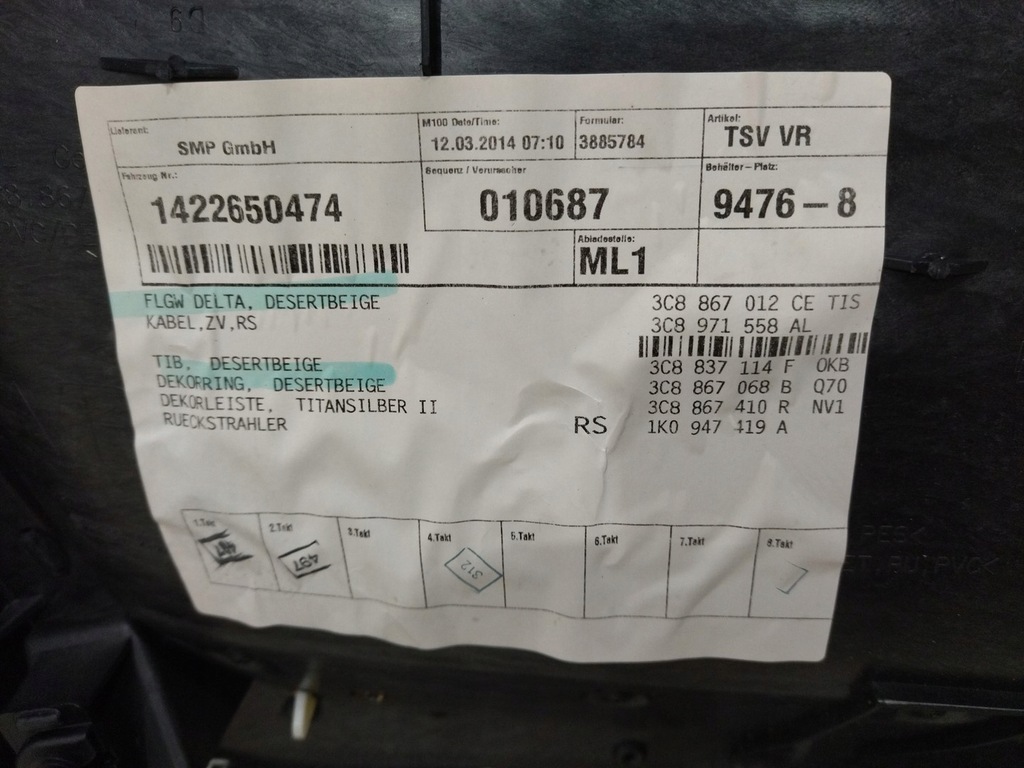 Lieferant:
SMP GmbH
M100 Date/Time:
12.03.2014 07:10
Formular:
3885784
Artikel:
TSV VR
Fahrzeug Nr.:
1422650474
Sequenz / Verursacher
010687
Behälter - Platz:
9476-8
Abladestelle:
ML1
FLGW DELTA, DESERTBEIGE 3C8 867 012 CE TIS
KABEL,ZV,RS 3C8 971 558 AL
TIB, DESERTBEIGE 3C8 837 114 F OKB
DEKORRING, DESERTBEIGE 3C8 867 068 B Q70
DEKORLEISTE, TITANSILBER II 3C8 867 410 R NV1
RUECKSTRAHLER RS 1K0 947 419 A
1.Takt 2.Takt 3.Takt 4.Takt 5.Takt 6.Takt 7.Takt 8.Takt
487 487 312